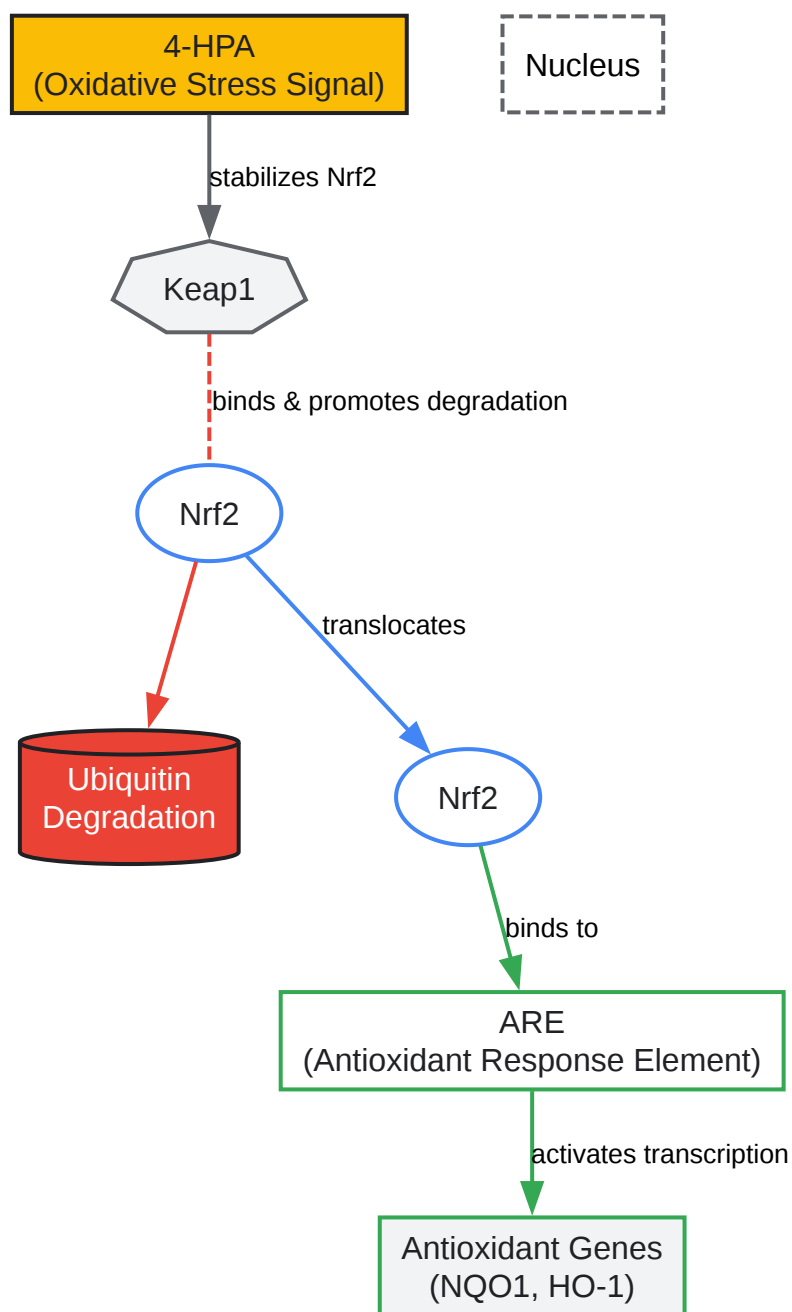 4-HPA
(Oxidative Stress Signal)
Nucleus
stabilizes Nrf2
Keap1
binds & promotes degradation
Nrf2
translocates
Ubiquitin
Degradation
Nrf2
binds to
ARE
(Antioxidant Response Element)
activates transcription
Antioxidant Genes
(NQO1, HO-1)